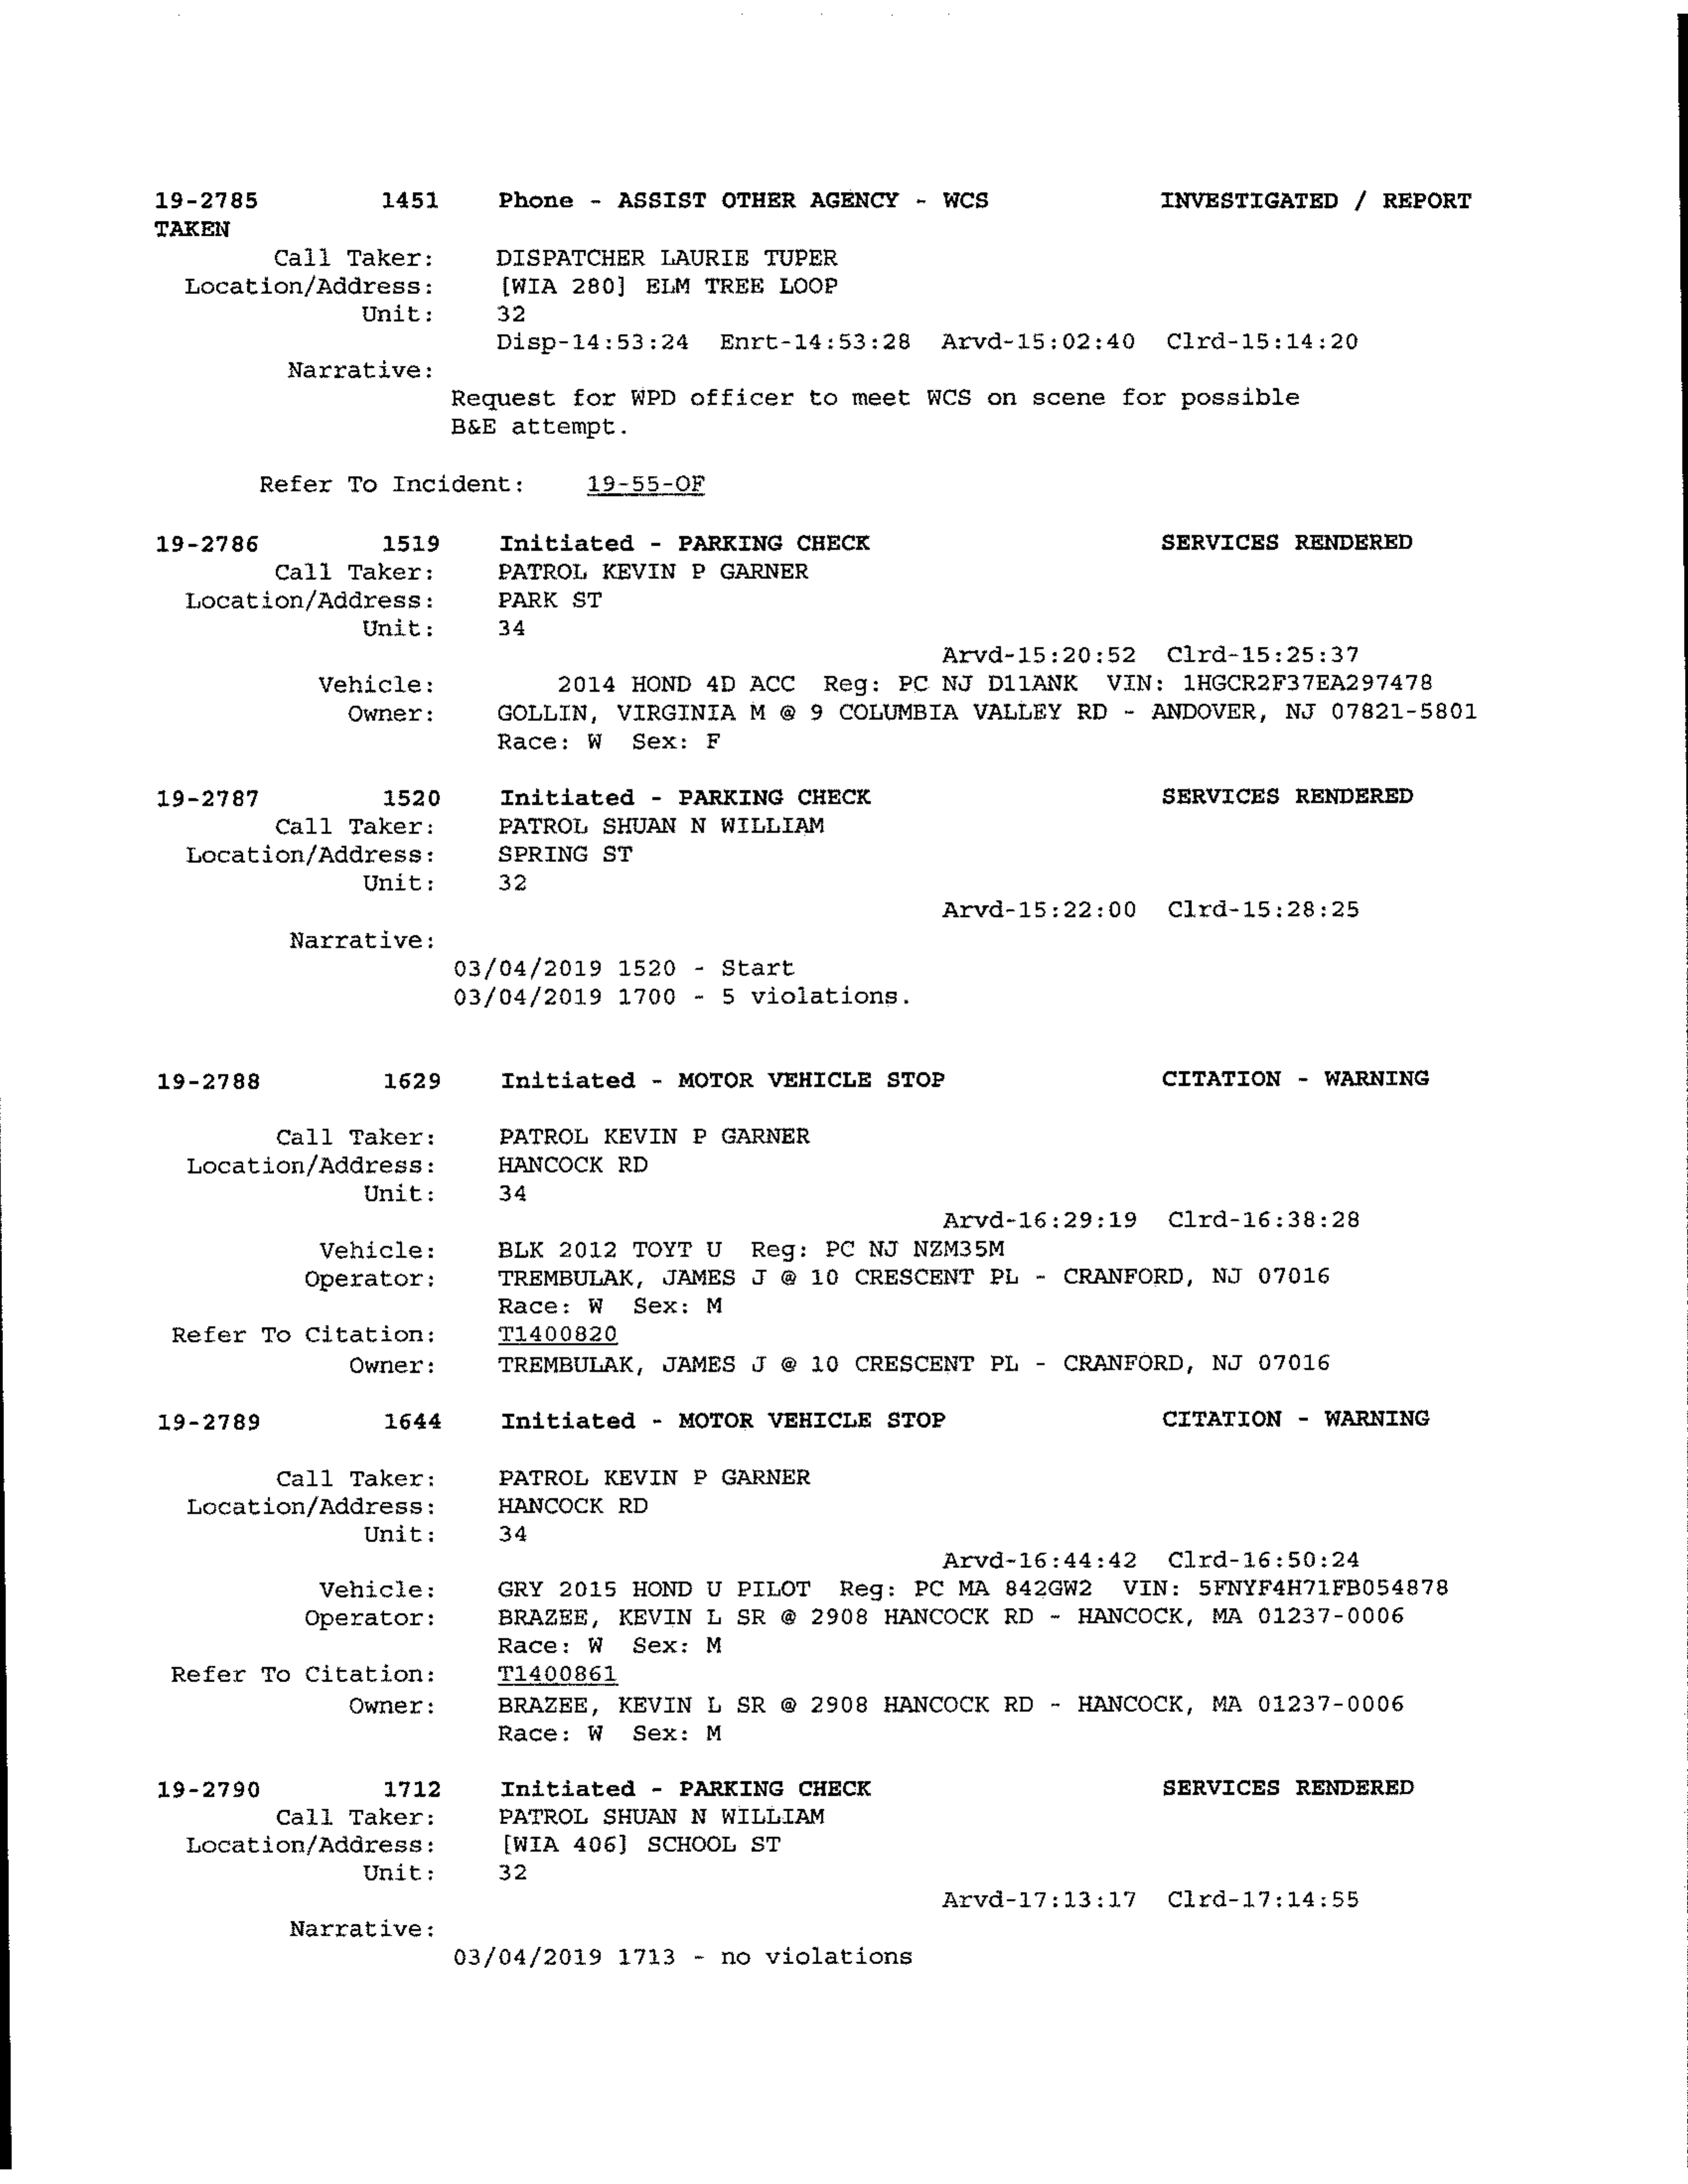 19-2785 1451 Phone - ASSIST OTHER AGENCY - WCS INVESTIGATED / REPORT
TAKEN
Call Taker: DISPATCHER LAURIE TUPER
Location/Address: [WIA 280] ELM TREE LOOP
Unit: 32
Disp-14:53:24 Enrt-14:53:28 Arvd-15:02:40 Clrd-15:14:20
Narrative:
Request for WPD officer to meet WCS on scene for possible
B&E attempt.
Refer To Incident: 19-55-OF
19-2786 1519 Initiated - PARKING CHECK SERVICES RENDERED
Call Taker: PATROL KEVIN P GARNER
Location/Address: PARK ST
Unit: 34
Arvd-15:20:52 Clrd-15:25:37
Vehicle: 2014 HOND 4D ACC Reg: PC NJ D11ANK VIN: 1HGCR2F37EA297478
Owner: GOLLIN, VIRGINIA M @ 9 COLUMBIA VALLEY RD - ANDOVER, NJ 07821-5801
Race: W Sex: F
19-2787 1520 Initiated - PARKING CHECK SERVICES RENDERED
Call Taker: PATROL SHUAN N WILLIAM
Location/Address: SPRING ST
Unit: 32
Arvd-15:22:00 Clrd-15:28:25
Narrative:
03/04/2019 1520 - Start
03/04/2019 1700 - 5 violations.
19-2788 1629 Initiated - MOTOR VEHICLE STOP CITATION - WARNING
Call Taker: PATROL KEVIN P GARNER
Location/Address: HANCOCK RD
Unit: 34
Arvd-16:29:19 Clrd-16:38:28
Vehicle: BLK 2012 TOYT U Reg: PC NJ NZM35M
Operator: TREMBULAK, JAMES J @ 10 CRESCENT PL - CRANFORD, NJ 07016
Race: W Sex: M
Refer To Citation: T1400820
Owner: TREMBULAK, JAMES J @ 10 CRESCENT PL - CRANFORD, NJ 07016
19-2789 1644 Initiated - MOTOR VEHICLE STOP CITATION - WARNING
Call Taker: PATROL KEVIN P GARNER
Location/Address: HANCOCK RD
Unit: 34
Arvd-16:44:42 Clrd-16:50:24
Vehicle: GRY 2015 HOND U PILOT Reg: PC MA 842GW2 VIN: 5FNYF4H71FB054878
Operator: BRAZEE, KEVIN L SR @ 2908 HANCOCK RD - HANCOCK, MA 01237-0006
Race: W Sex: M
Refer To Citation: T1400861
Owner: BRAZEE, KEVIN L SR @ 2908 HANCOCK RD - HANCOCK, MA 01237-0006
Race: W Sex: M
19-2790 1712 Initiated - PARKING CHECK SERVICES RENDERED
Call Taker: PATROL SHUAN N WILLIAM
Location/Address: [WIA 406] SCHOOL ST
Unit: 32
Arvd-17:13:17 Clrd-17:14:55
Narrative:
03/04/2019 1713 - no violations